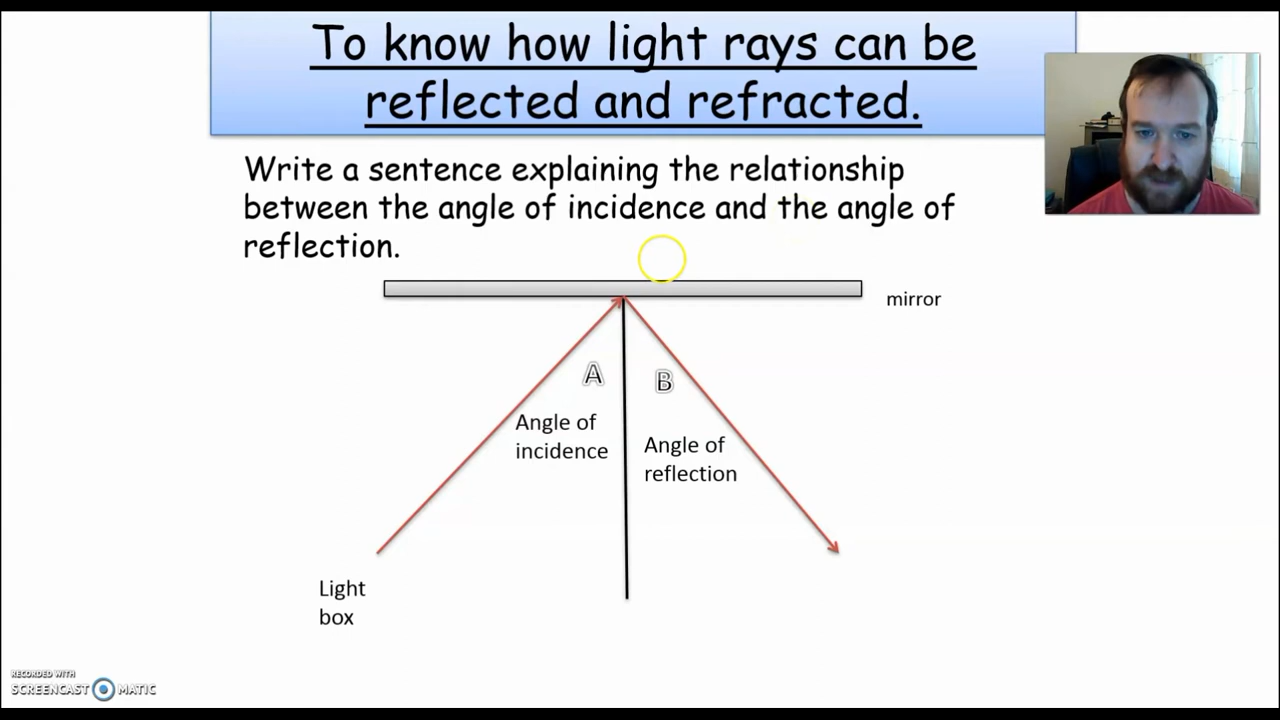 To know how light rays can be
reflected and refracted.
Write a sentence explaining the relationship
between the angle of incidence and the angle of
reflection.
mirror
A
B
Angle of
incidence
Angle of
reflection
Light
box
RECORDED WITH
SCREENCAST MATIC